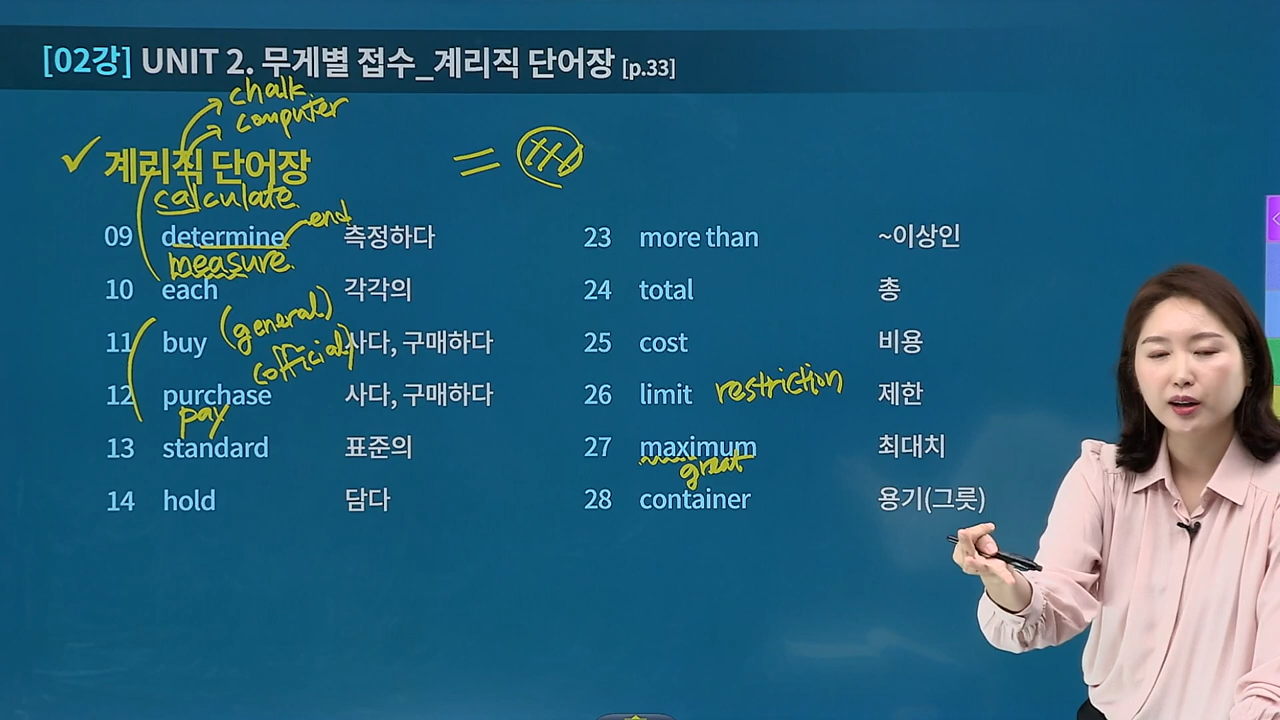 [02강] UNIT 2. 무게별 접수_계리직 단어장 [p.33]
chalk
computer
✓ 계리직 단어장 =
calculate
end
09 determine 측정하다
measure
10 each 각각의
(general)
11 buy 사다, 구매하다
(official)
12 purchase 사다, 구매하다
pay
13 standard 표준의
14 hold 담다
23 more than ~이상인
24 total 총
25 cost 비용
26 limit restriction 제한
27 maximum 최대치
great
28 container 용기(그릇)